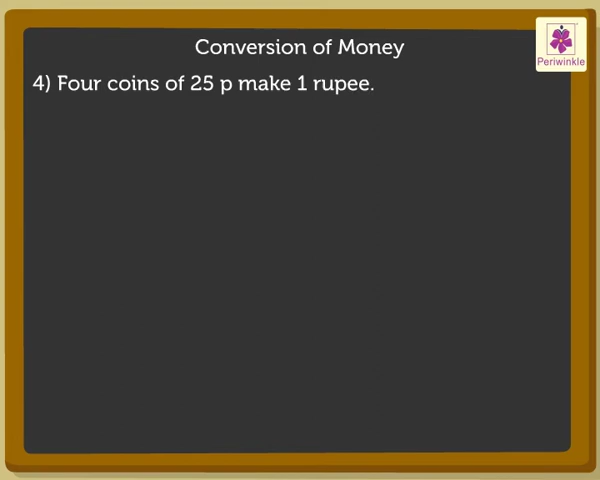 Conversion of Money
Periwinkle
4) Four coins of 25 p make 1 rupee.